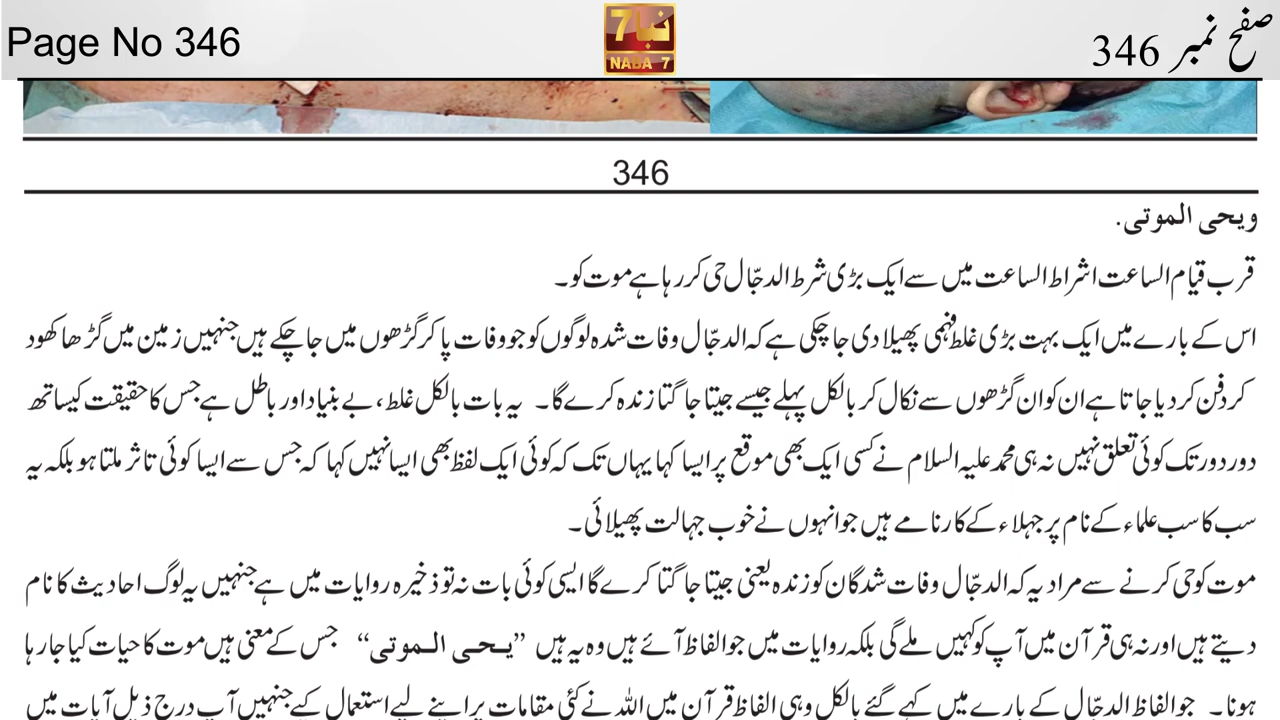 Page No 346
نبا 7
NABA 7
صفحہ نمبر 346
346
ویحی الموتی.
قرب قیام الساعت اشراط الساعت میں سے ایک بڑی شرط الدجّال حی کر رہا ہے موت کو۔
اس کے بارے میں ایک بہت بڑی غلط فہمی پھیلا دی جا چکی ہے کہ الدجّال وفات شدہ لوگوں کو جو وفات پا کر گڑھوں میں جا چکے ہیں جنہیں زمین میں گڑھا کھود
کر دفن کر دیا جاتا ہے ان کو ان گڑھوں سے نکال کر بالکل پہلے جیسے جیتا جاگتا زندہ کرے گا۔ یہ بات بالکل غلط، بے بنیاد اور باطل ہے جس کا حقیقت کیساتھ
دور دور تک کوئی تعلق نہیں نہ ہی محمد علیہ السلام نے کسی ایک بھی موقع پر ایسا کہا یہاں تک کہ کوئی ایک لفظ بھی ایسا نہیں کہا کہ جس سے ایسا کوئی تاثر ملتا ہو بلکہ یہ
سب کا سب علماء کے نام پر جہلاء کے کارنامے ہیں جو انہوں نے خوب جہالت پھیلائی۔
موت کو حی کرنے سے مراد یہ کہ الدجّال وفات شدگان کو زندہ یعنی جیتا جاگتا کرے گا ایسی کوئی بات نہ تو ذخیرہ روایات میں ہے جنہیں یہ لوگ احادیث کا نام
دیتے ہیں اور نہ ہی قرآن میں آپ کو کہیں ملے گی بلکہ روایات میں جو الفاظ آئے ہیں وہ یہ ہیں ”یحی الموتی“ جس کے معنی ہیں موت کا حیات کیا جا رہا
ہونا۔ جو الفاظ الدجّال کے بارے میں کہے گئے بالکل وہی الفاظ قرآن میں اللہ نے کئی مقامات پر اپنے لیے استعمال کیے جنہیں آپ درج ذیل آیات میں